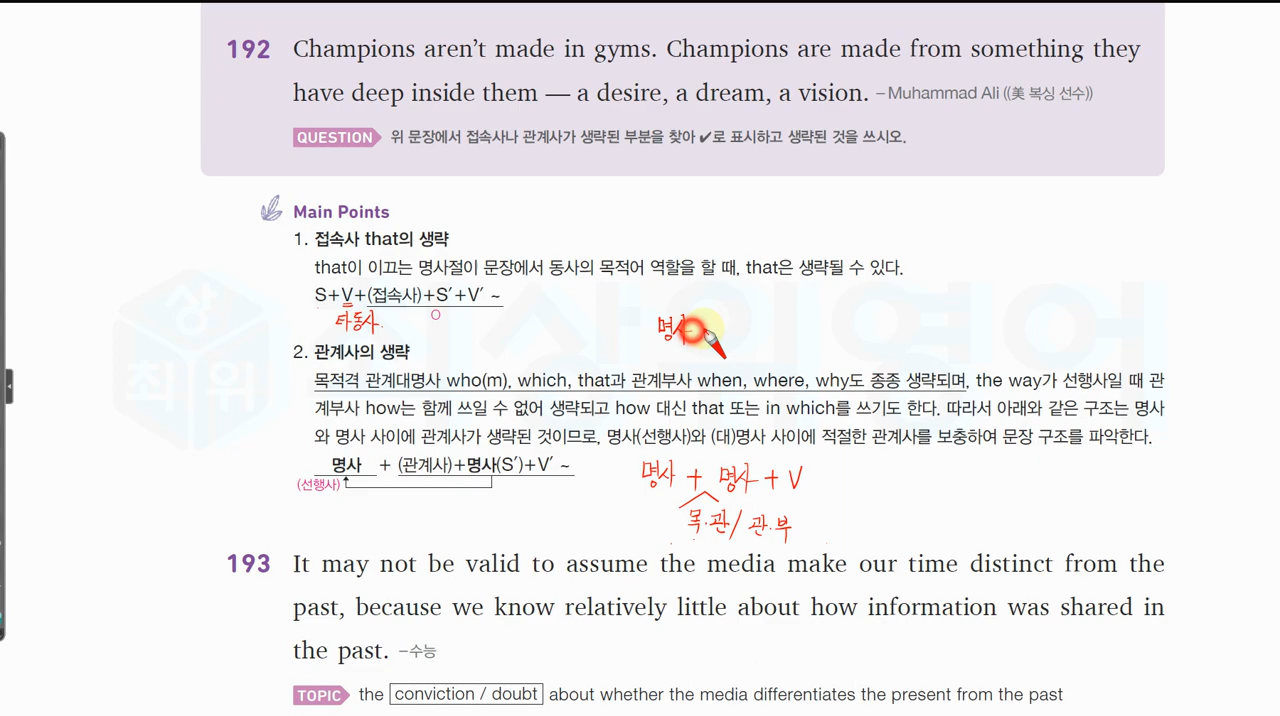 192 Champions aren't made in gyms. Champions are made from something they
have deep inside them — a desire, a dream, a vision. – Muhammad Ali ((美 복싱 선수))
QUESTION 위 문장에서 접속사나 관계사가 생략된 부분을 찾아 ✔로 표시하고 생략된 것을 쓰시오.
Main Points
1. 접속사 that의 생략
that이 이끄는 명사절이 문장에서 동사의 목적어 역할을 할 때, that은 생략될 수 있다.
S+V+(접속사)+S′+V′ ~
타동사 O
명사
2. 관계사의 생략
목적격 관계대명사 who(m), which, that과 관계부사 when, where, why도 종종 생략되며, the way가 선행사일 때 관
계부사 how는 함께 쓰일 수 없어 생략되고 how 대신 that 또는 in which를 쓰기도 한다. 따라서 아래와 같은 구조는 명사
와 명사 사이에 관계사가 생략된 것이므로, 명사(선행사)와 (대)명사 사이에 적절한 관계사를 보충하여 문장 구조를 파악한다.
명사 + (관계사)+명사(S′)+V′ ~
(선행사)
명사 + 명사 + V
목·관 / 관·부
193 It may not be valid to assume the media make our time distinct from the
past, because we know relatively little about how information was shared in
the past. – 수능
TOPIC the conviction / doubt about whether the media differentiates the present from the past
최상위
최상위영어